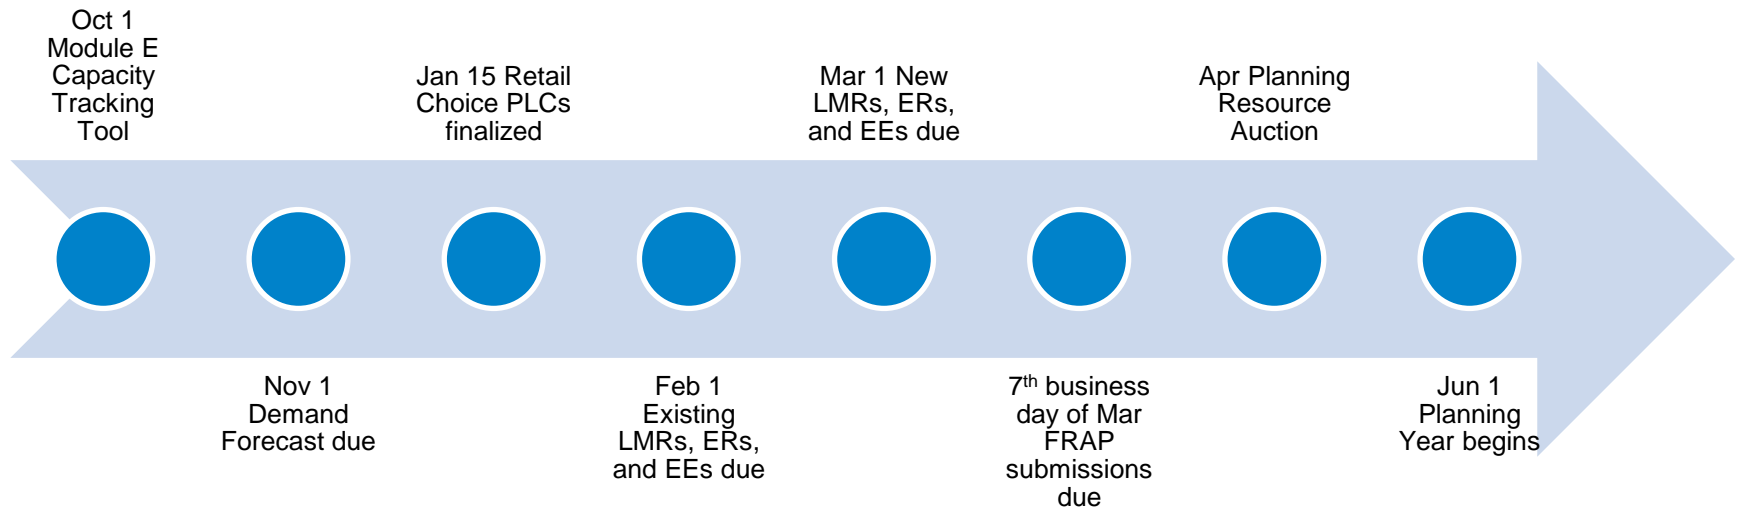 Oct 1
Module E
Capacity
Tracking
Tool
Nov 1
Demand
Forecast due
Jan 15 Retail
Choice PLCs
finalized
Feb 1
Existing
LMRs, ERs,
and EEs due
Mar 1 New
LMRs, ERs,
and EEs due
7th business
day of Mar
FRAP
submissions
due
Apr Planning
Resource
Auction
Jun 1
Planning
Year begins